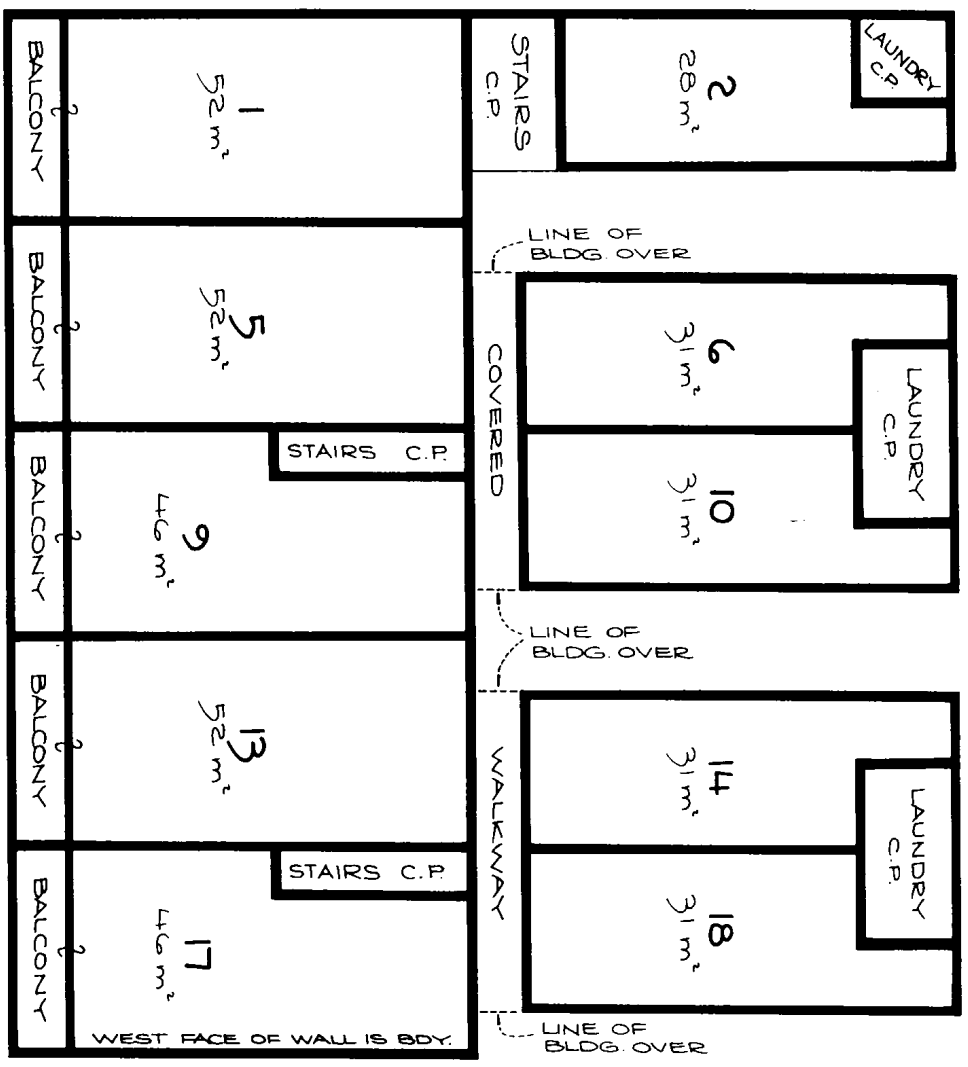 BALCONY
1
52 m²
STAIRS
C.P.
2
28 m²
LAUNDRY
C.P.
LINE OF
BLDG. OVER
BALCONY
5
52 m²
COVERED
6
31 m²
LAUNDRY
C.P.
10
31 m²
BALCONY
STAIRS C.P.
9
46 m²
LINE OF
BLDG. OVER
BALCONY
13
52 m²
WALKWAY
14
31 m²
LAUNDRY
C.P.
18
31 m²
BALCONY
STAIRS C.P.
17
46 m²
WEST FACE OF WALL IS BDY.
LINE OF
BLDG. OVER